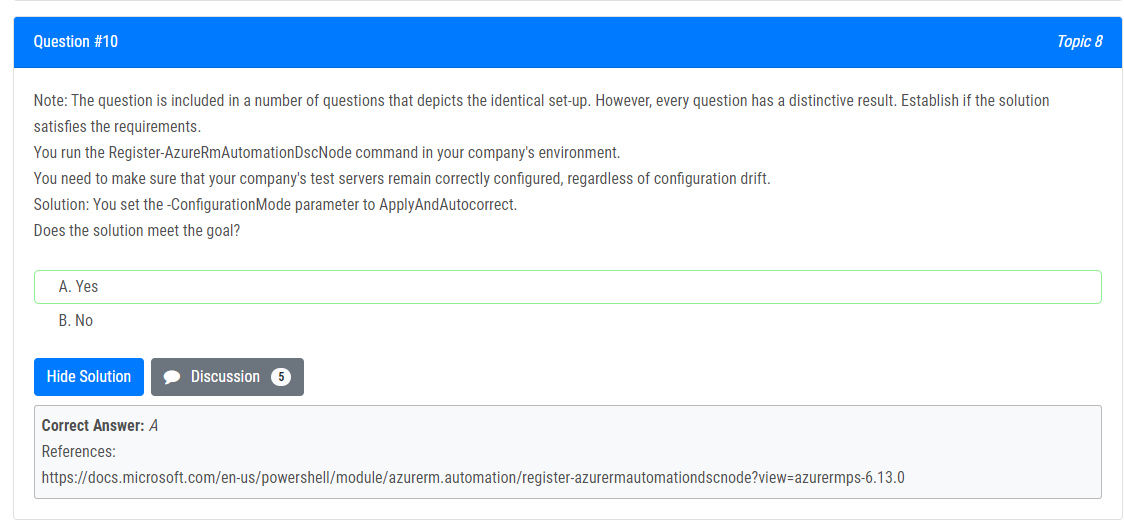 Question #10
Topic 8
Note: The question is included in a number of questions that depicts the identical set-up. However, every question has a distinctive result. Establish if the solution
satisfies the requirements.
You run the Register-AzureRmAutomationDscNode command in your company's environment.
You need to make sure that your company's test servers remain correctly configured, regardless of configuration drift.
Solution: You set the -ConfigurationMode parameter to ApplyAndAutocorrect.
Does the solution meet the goal?
A. Yes
B. No
Hide Solution
Discussion 5
Correct Answer: A
References:
https://docs.microsoft.com/en-us/powershell/module/azurerm.automation/register-azurermautomationdscnode?view=azurermps-6.13.0